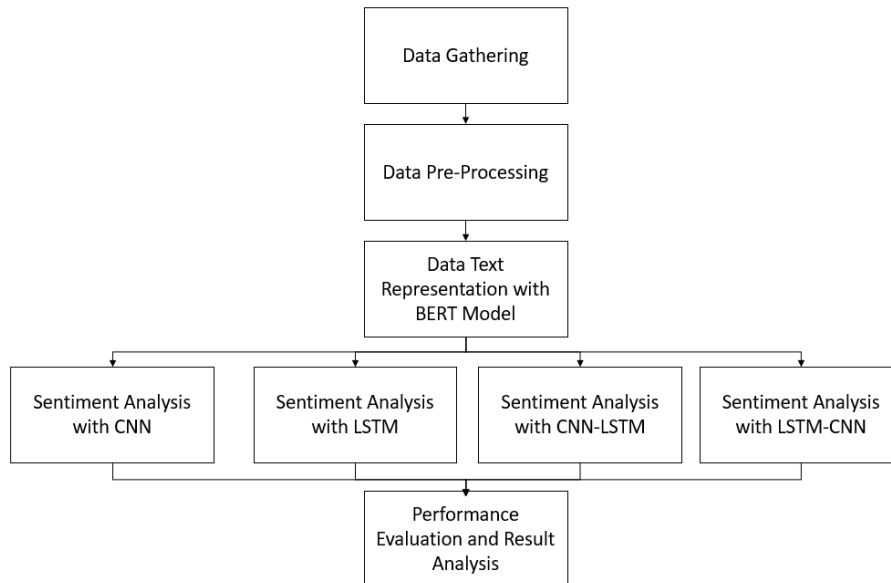 Data Gathering
Data Pre-Processing
Data Text
Representation with
BERT Model
Sentiment Analysis
with CNN
Sentiment Analysis
with LSTM
Sentiment Analysis
with CNN-LSTM
Sentiment Analysis
with LSTM-CNN
Performance
Evaluation and Result
Analysis